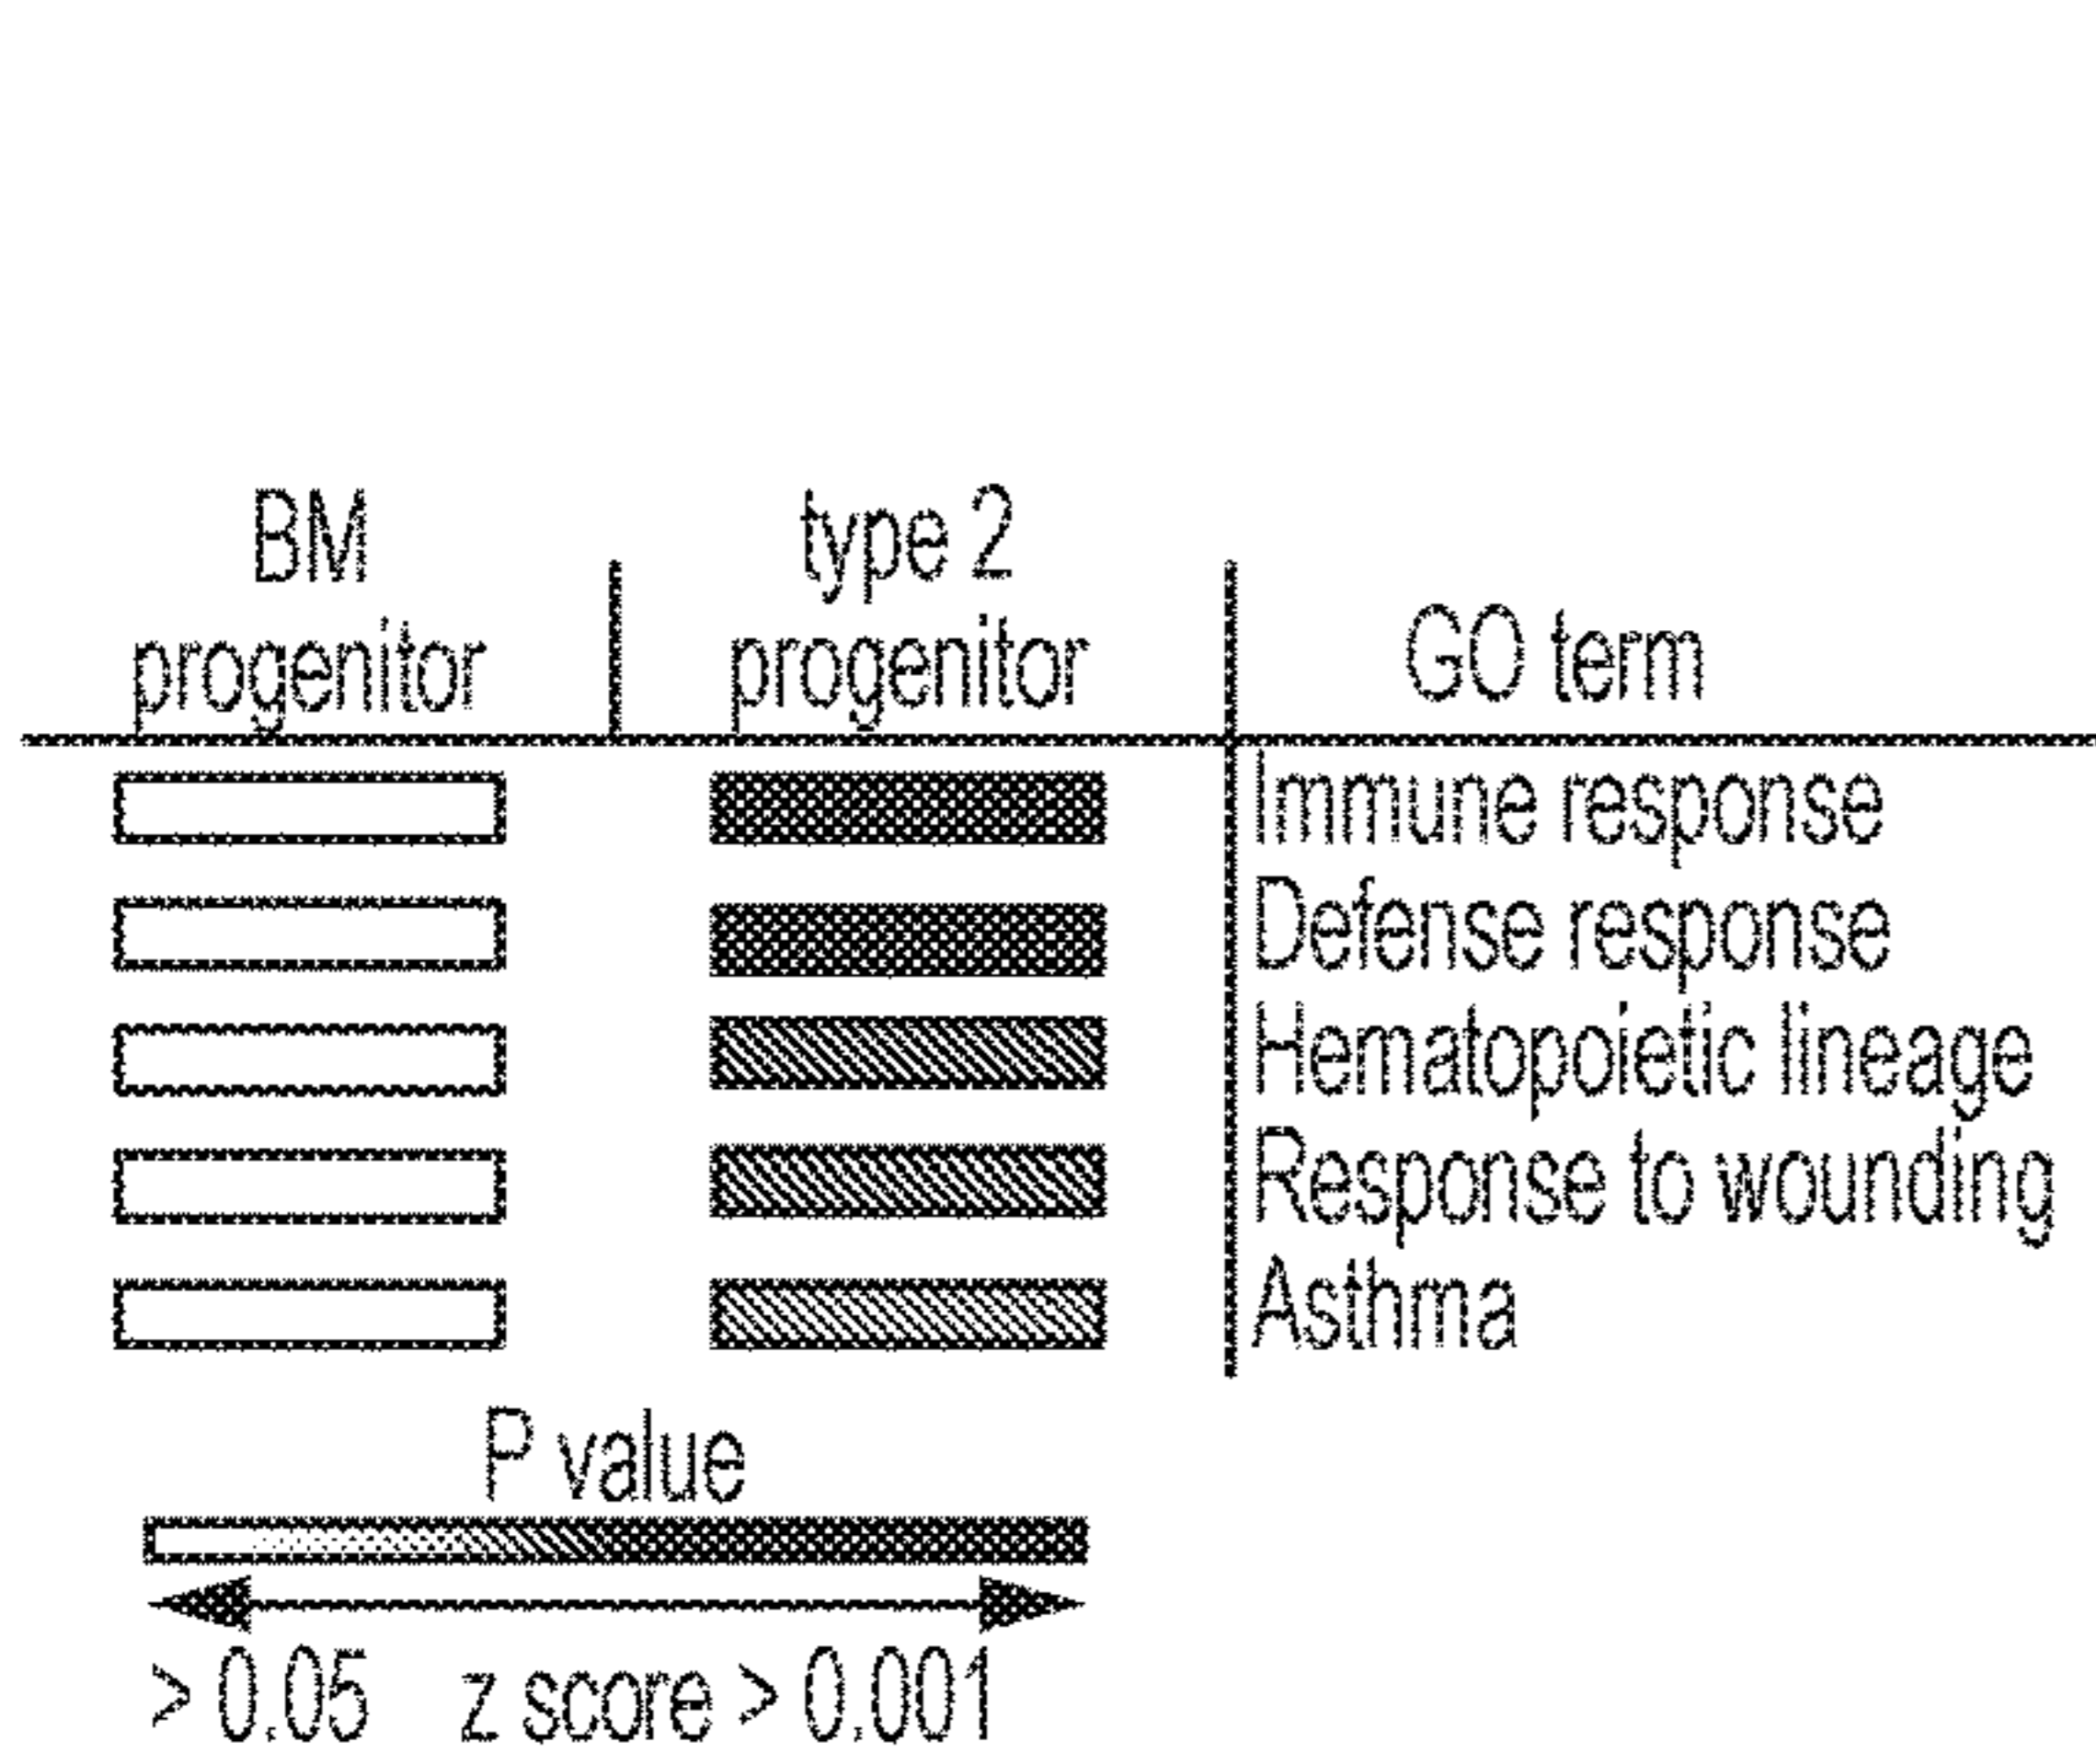 BM progenitor
type 2 progenitor
GO term
Immune response
Defense response
Hematopoietic lineage
Response to wounding
Asthma
P value
> 0.05 z score > 0.001